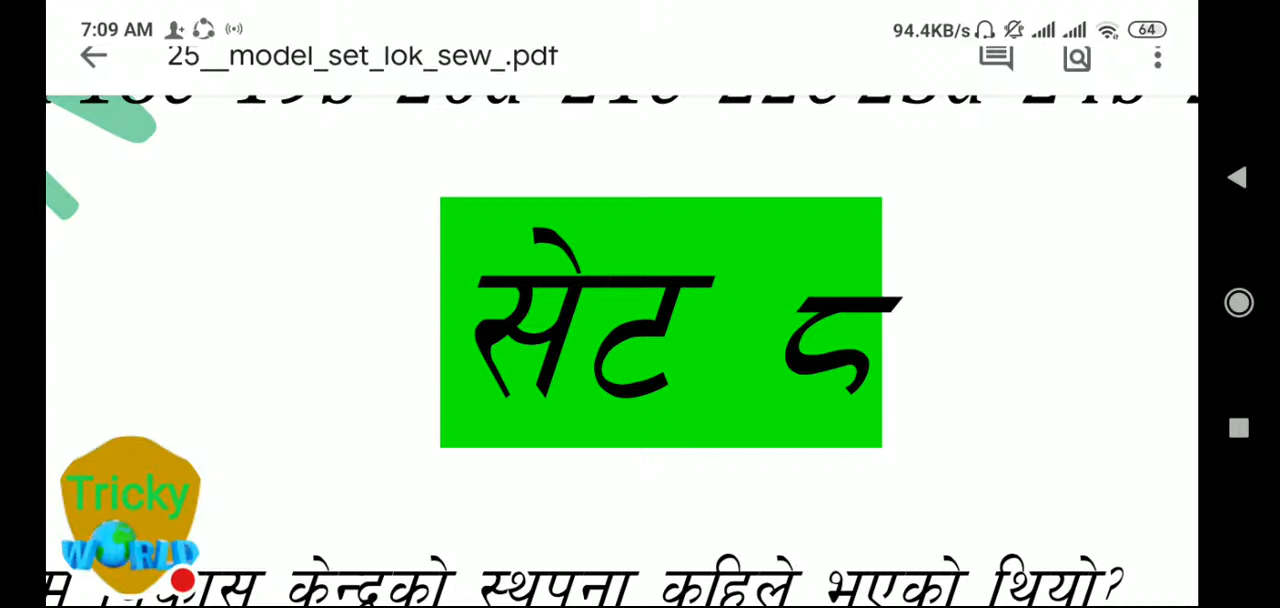 7:09 AM 94.4KB/s 64
25__model_set_lok_sew_.pdf
सेट ८
Tricky
WORLD
केन्द्रको स्थपना कहिले भएको थियो?